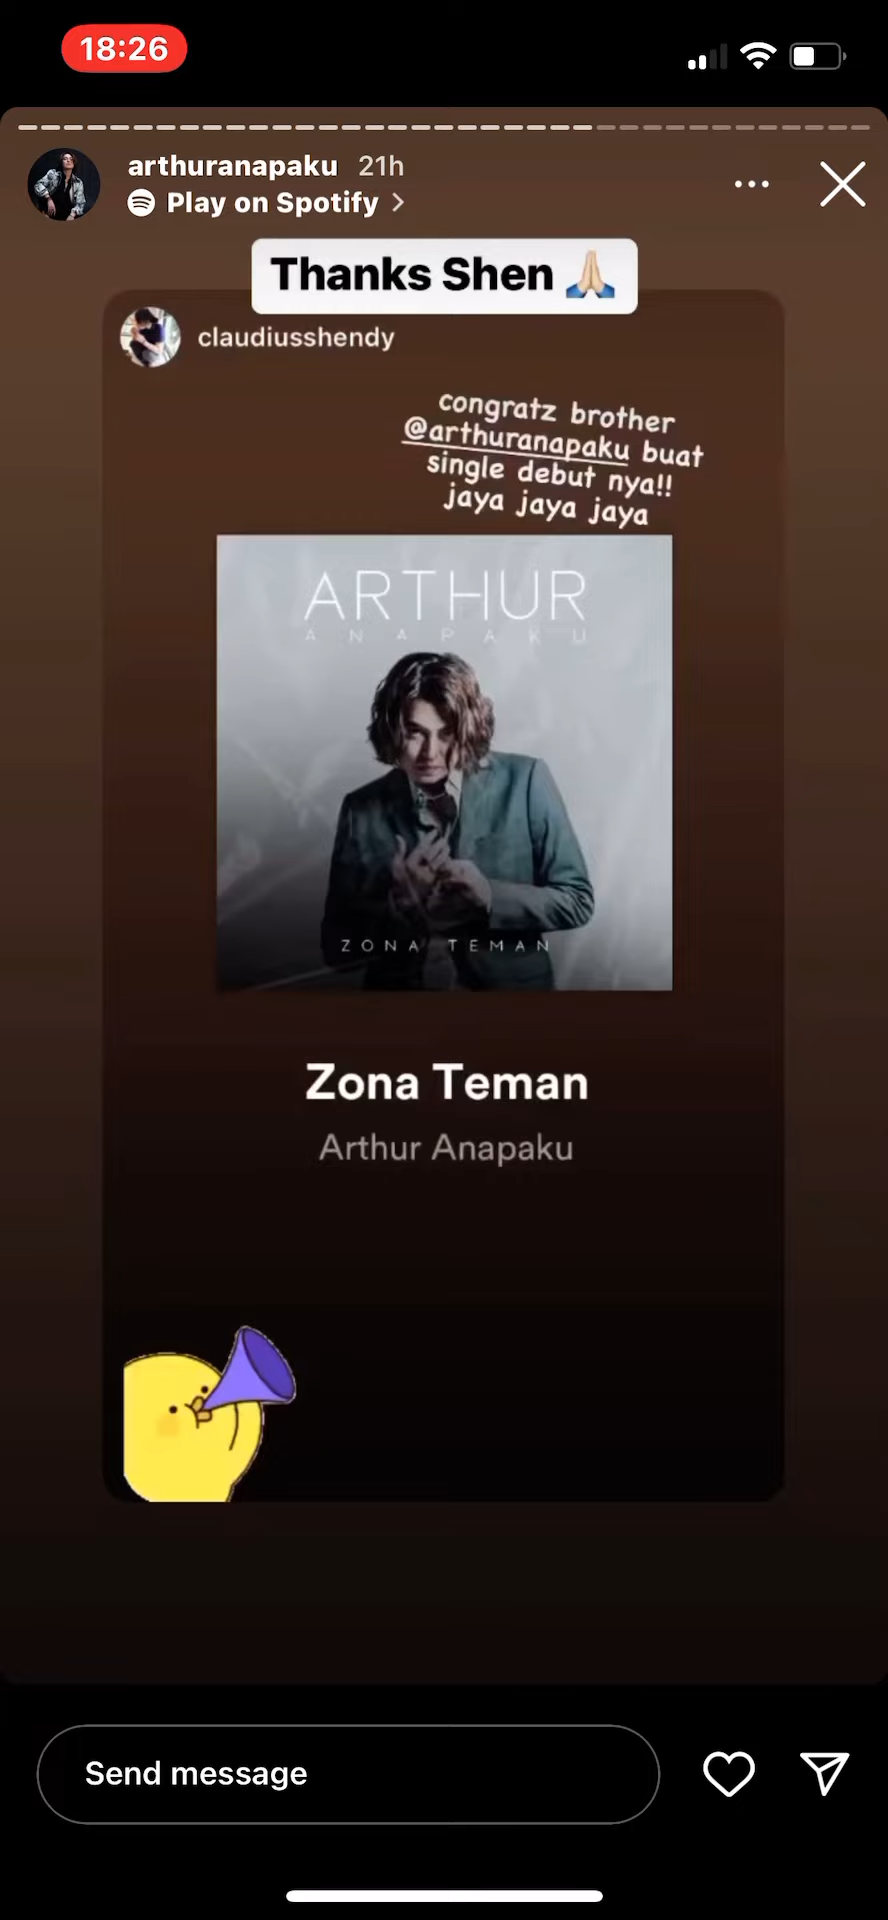 18:26
arthuranapaku 21h
Play on Spotify >
Thanks Shen 🙏🏼
claudiusshendy
congratz brother
@arthuranapaku buat
single debut nya!!
jaya jaya jaya
ARTHUR
ANAPAKU
ZONA TEMAN
Zona Teman
Arthur Anapaku
Send message